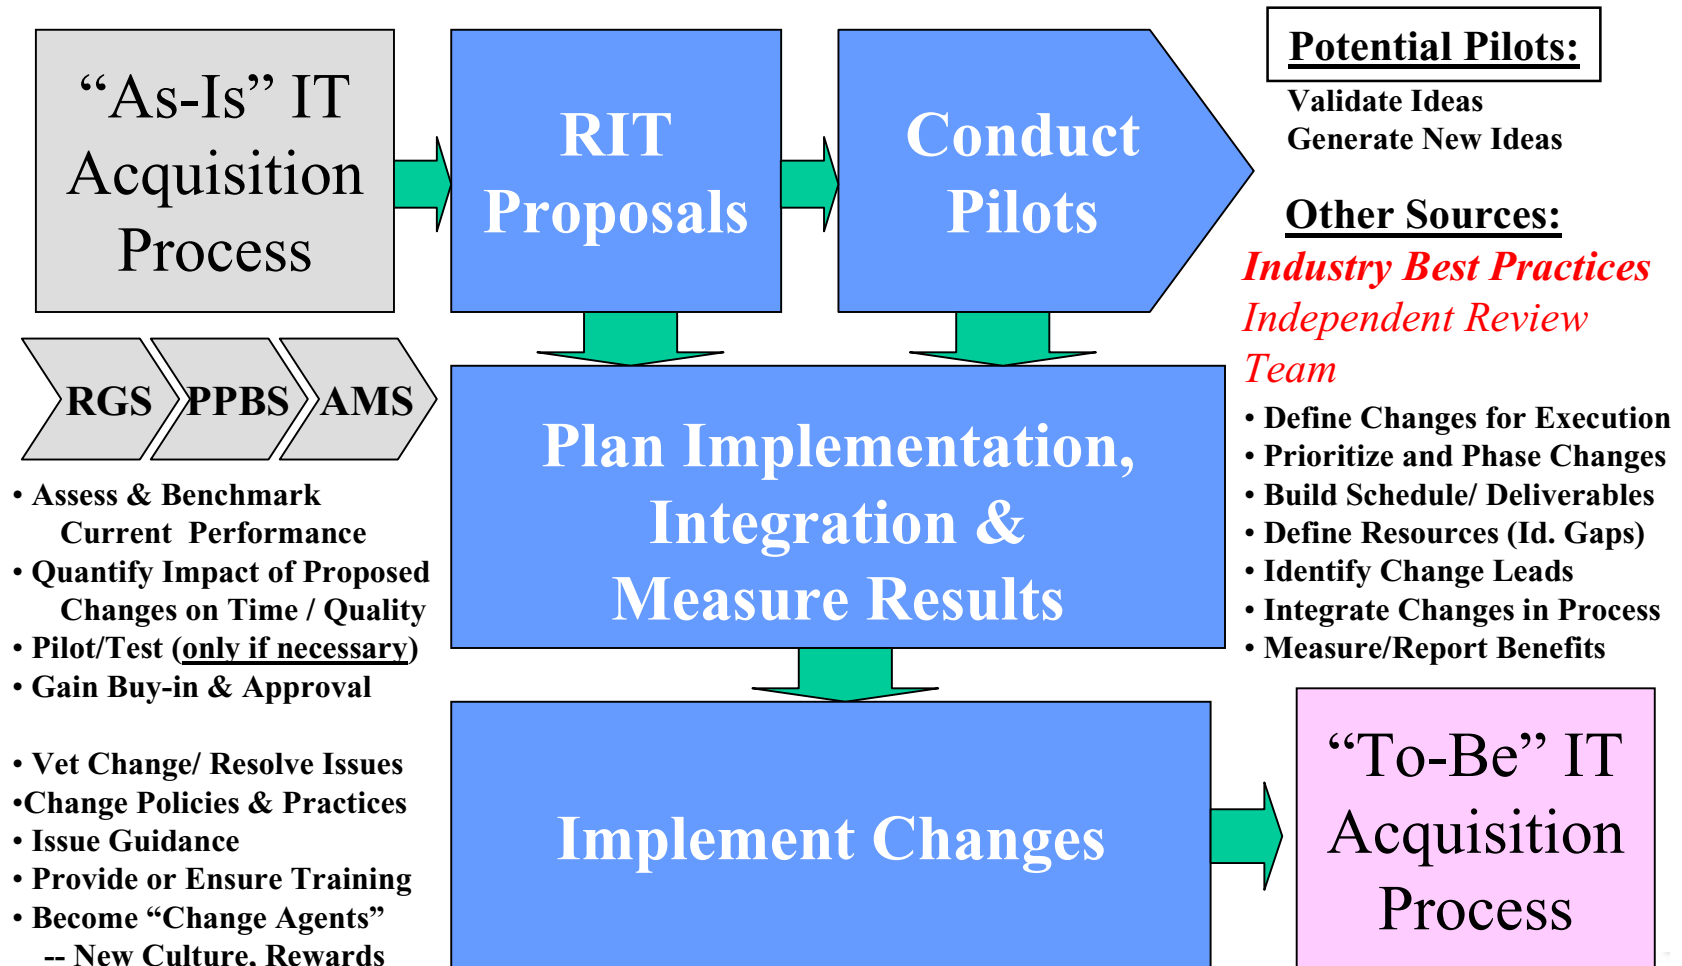 “As-Is” IT
Acquisition
Process
RIT
Proposals
Conduct
Pilots
Potential Pilots:
Validate Ideas
Generate New Ideas
Other Sources:
Industry Best Practices
Independent Review
Team
RGS
PPBS
AMS
• Assess & Benchmark
Current Performance
• Quantify Impact of Proposed
Changes on Time / Quality
• Pilot/Test (only if necessary)
• Gain Buy-in & Approval
Plan Implementation,
Integration &
Measure Results
• Define Changes for Execution
• Prioritize and Phase Changes
• Build Schedule/ Deliverables
• Define Resources (Id. Gaps)
• Identify Change Leads
• Integrate Changes in Process
• Measure/Report Benefits
• Vet Change/ Resolve Issues
•Change Policies & Practices
• Issue Guidance
• Provide or Ensure Training
• Become “Change Agents”
-- New Culture, Rewards
Implement Changes
“To-Be” IT
Acquisition
Process